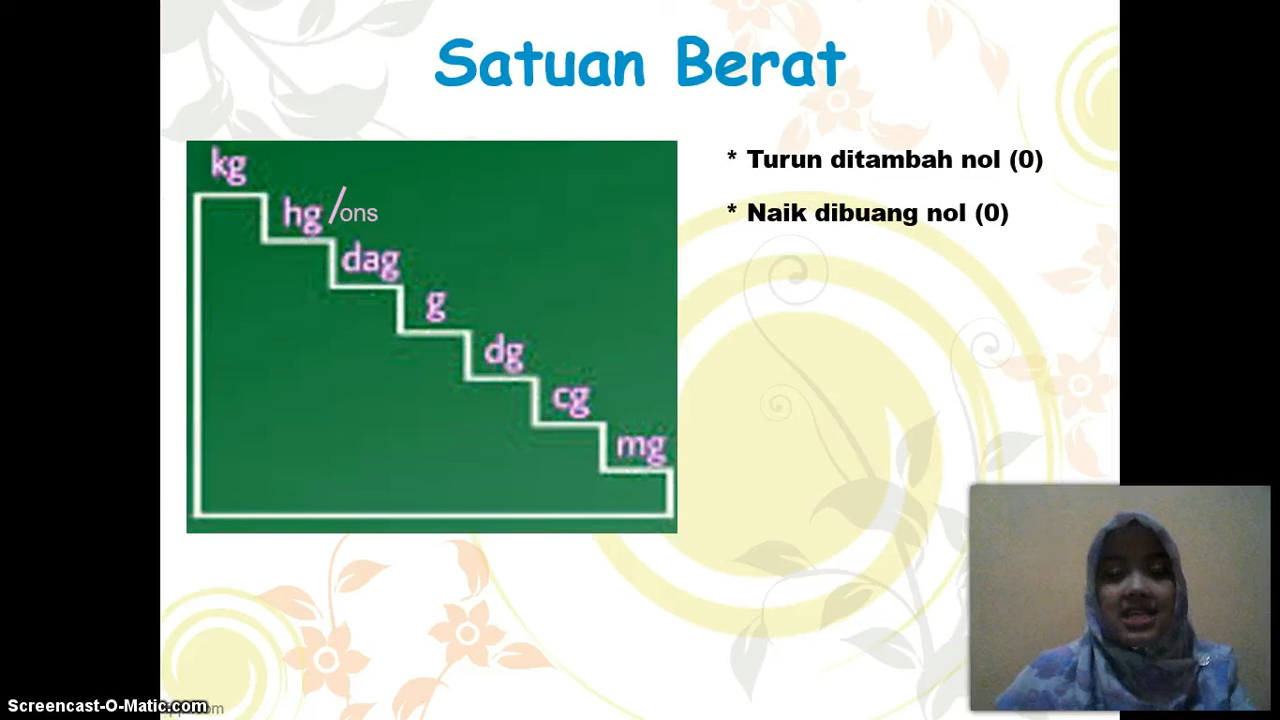 Satuan Berat
kg
hg /ons
dag
g
dg
cg
mg
* Turun ditambah nol (0)
* Naik dibuang nol (0)
Screencast-O-Matic.com